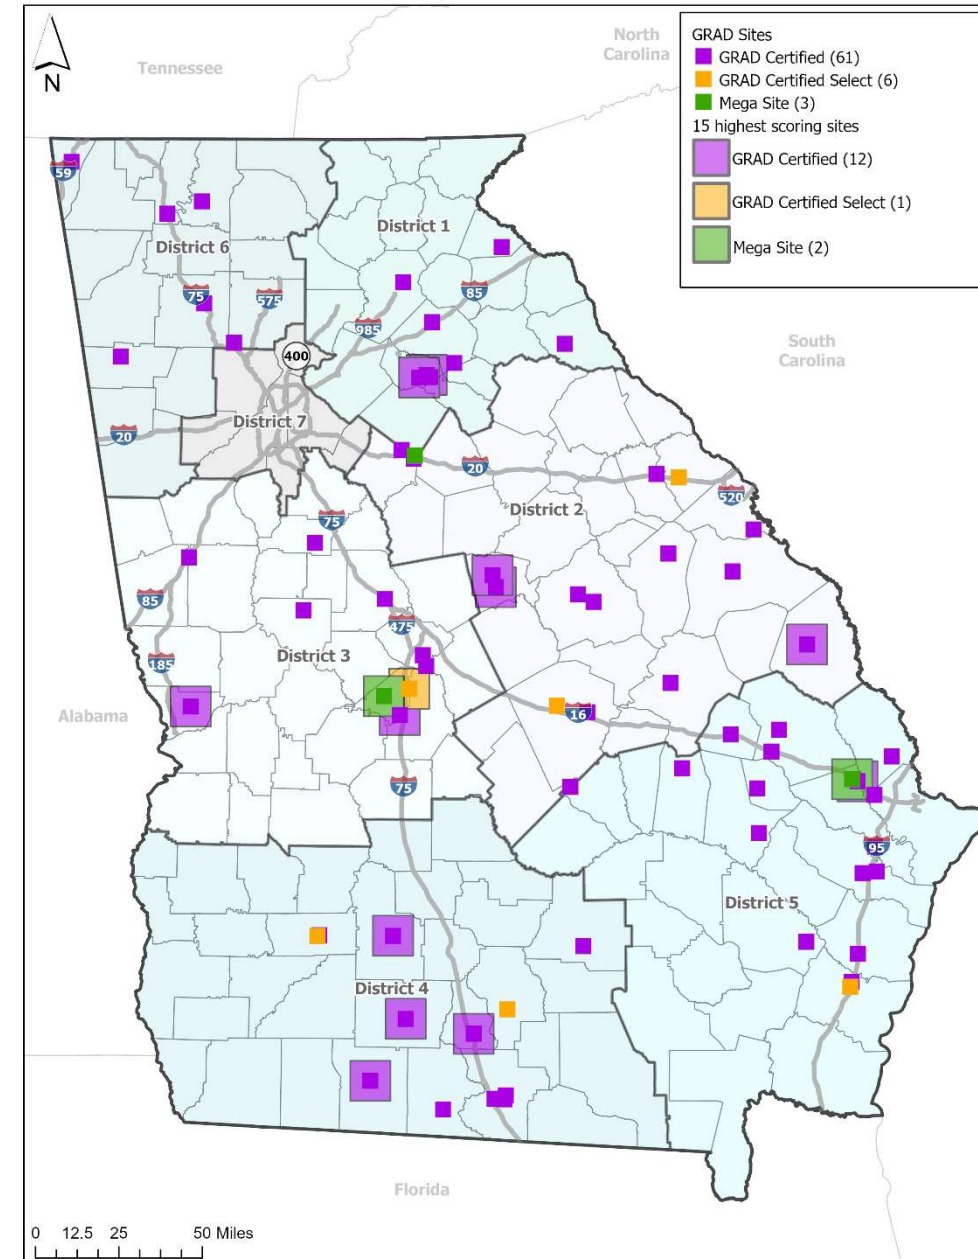 N
Tennessee
North
Carolina
GRAD Sites
GRAD Certified (61)
GRAD Certified Select (6)
Mega Site (3)
15 highest scoring sites
GRAD Certified (12)
GRAD Certified Select (1)
Mega Site (2)
59
District 1
District 6
75
575
85
985
400
South
Carolina
District 7
20
20
520
75
District 2
85
475
185
District 3
Alabama
16
75
95
District 5
District 4
Florida
0 12.5 25 50 Miles